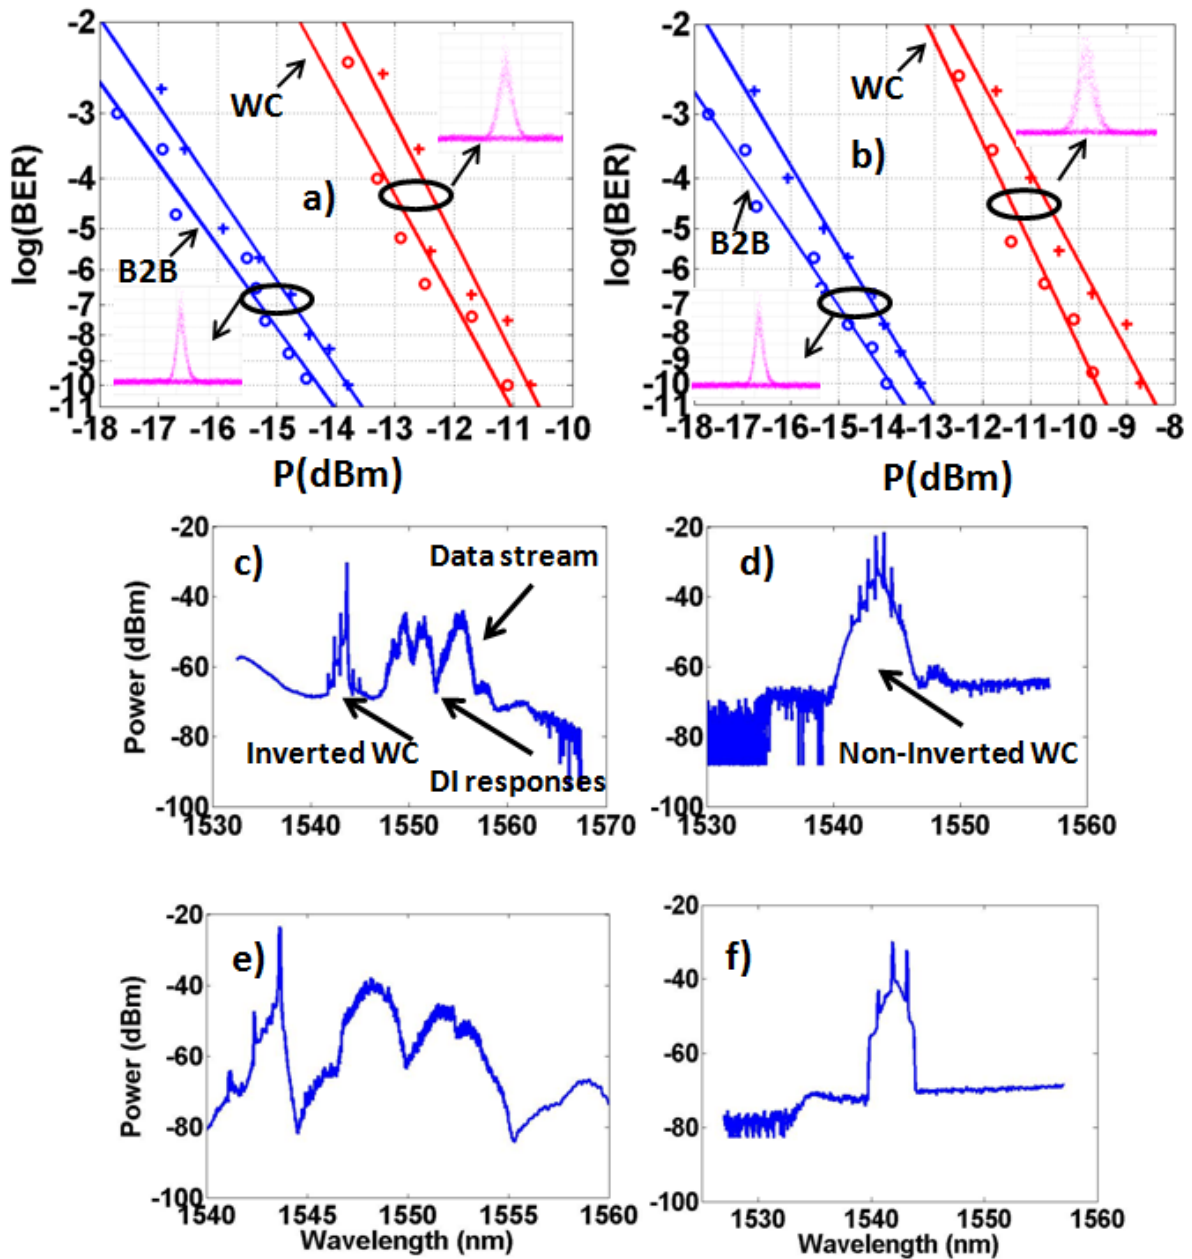 -2
-3
-4
-5
-6
-7
-8
-9
-10
-11
log(BER)
WC
a)
B2B
-18 -17 -16 -15 -14 -13 -12 -11 -10
P(dBm)
-2
-3
-4
-5
-6
-7
-8
-9
-10
-11
log(BER)
WC
b)
B2B
-18 -17 -16 -15 -14 -13 -12 -11 -10 -9 -8
P(dBm)
-20
-40
-60
-80
-100
Power (dBm)
c)
Data stream
Inverted WC
DI responses
1530 1540 1550 1560 1570
-20
-40
-60
-80
-100
d)
Non-Inverted WC
1530 1540 1550 1560
-20
-40
-60
-80
-100
Power (dBm)
e)
1540 1545 1550 1555 1560
Wavelength (nm)
-20
-40
-60
-80
-100
f)
1530 1540 1550 1560
Wavelength (nm)